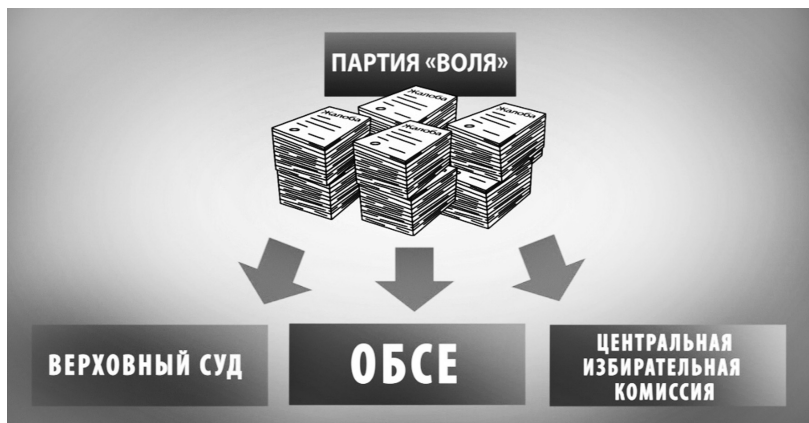 ПАРТИЯ «ВОЛЯ»
Жалоба
Жалоба
Жалоба
Жалоба
ВЕРХОВНЫЙ СУД
ОБСЕ
ЦЕНТРАЛЬНАЯ
ИЗБИРАТЕЛЬНАЯ
КОМИССИЯ